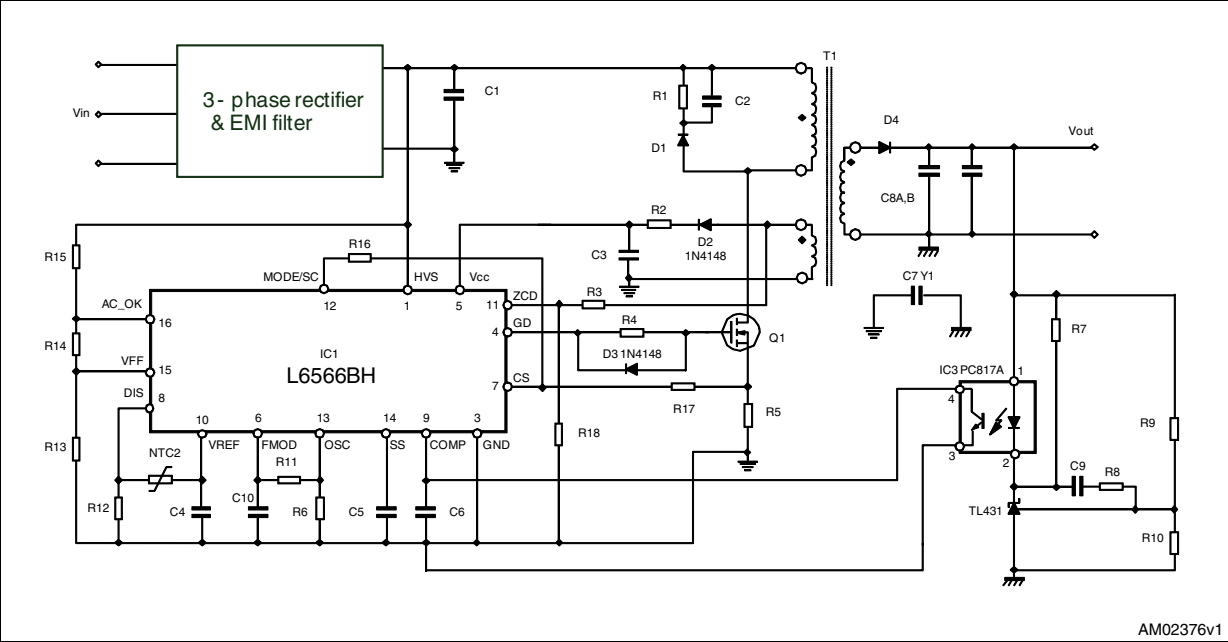 T1
3 - phase rectifier
& EMI filter
Vin
C1
R1
C2
D1
D4
Vout
C8A,B
R2
D2
1N4148
C3
R15
R16
MODE/SC
HVS
Vcc
12
1
5
11
ZCD
R3
C7 Y1
AC_OK
16
4
GD
R4
Q1
R7
R14
IC1
L6566BH
D3 1N4148
VFF
15
7
CS
IC3 PC817A
1
4
DIS
8
R17
R5
10
6
13
14
9
3
VREF
FMOD
OSC
SS
COMP
GND
R18
R9
R13
NTC2
R11
3
2
C9
R8
R12
C4
C10
R6
C5
C6
TL431
R10
AM02376v1